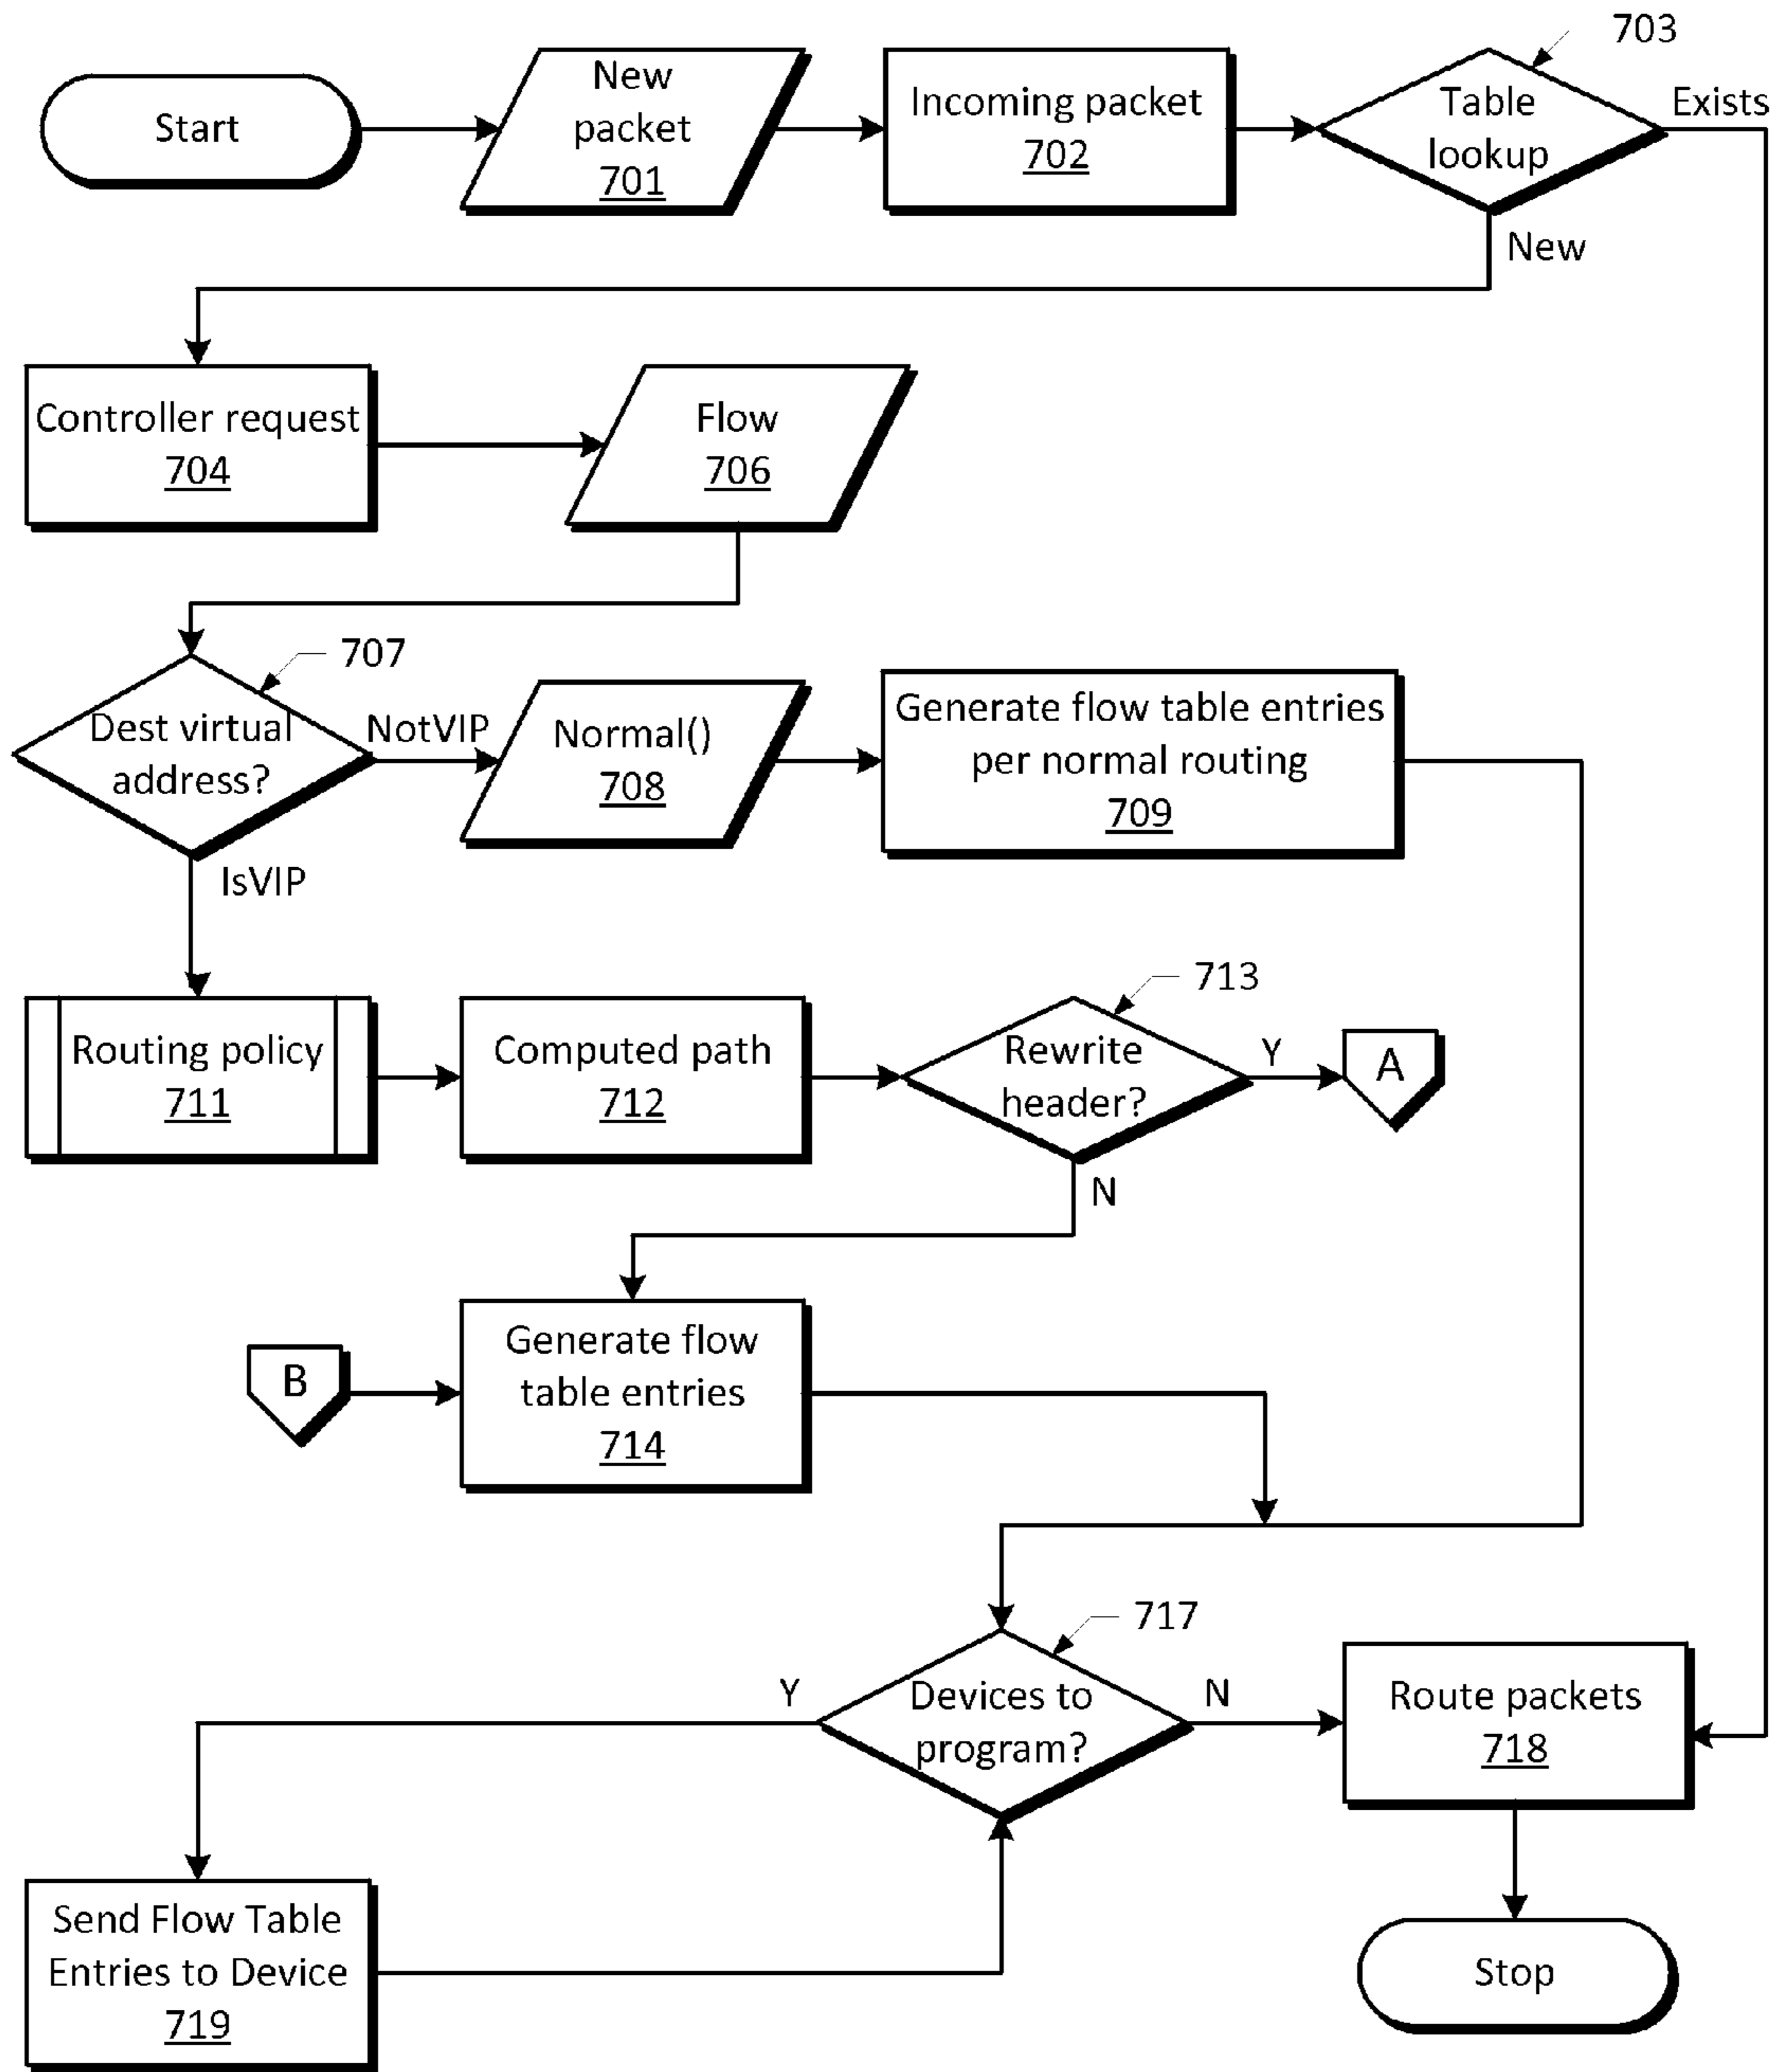 703
Start
New
packet
701
Incoming packet
702
Table
lookup
Exists
New
Controller request
704
Flow
706
707
Dest virtual
address?
NotVIP
Normal()
708
Generate flow table entries
per normal routing
709
IsVIP
Routing policy
711
Computed path
712
713
Rewrite
header?
Y
A
N
B
Generate flow
table entries
714
717
Y
Devices to
program?
N
Route packets
718
Send Flow Table
Entries to Device
719
Stop